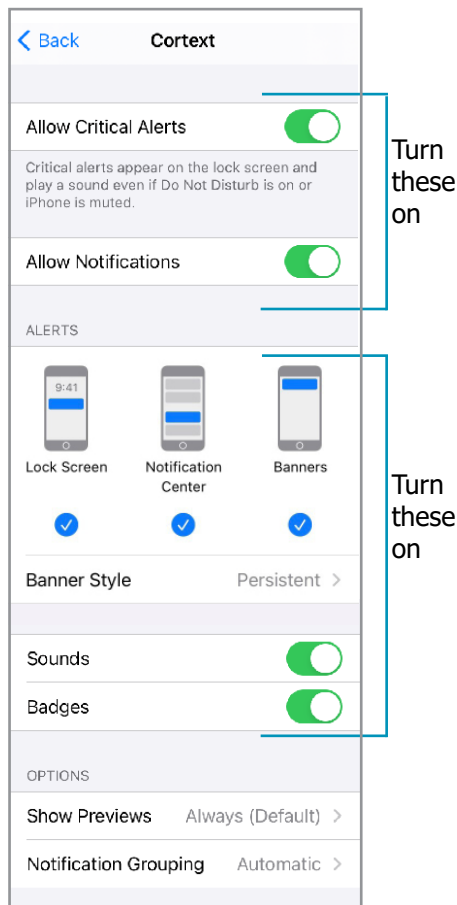 Back
Cortext
Allow Critical Alerts
Critical alerts appear on the lock screen and
play a sound even if Do Not Disturb is on or
iPhone is muted.
Allow Notifications
Turn
these
on
ALERTS
9:41
Lock Screen
Notification
Center
Banners
Banner Style
Persistent
Sounds
Badges
Turn
these
on
OPTIONS
Show Previews
Always (Default)
Notification Grouping
Automatic